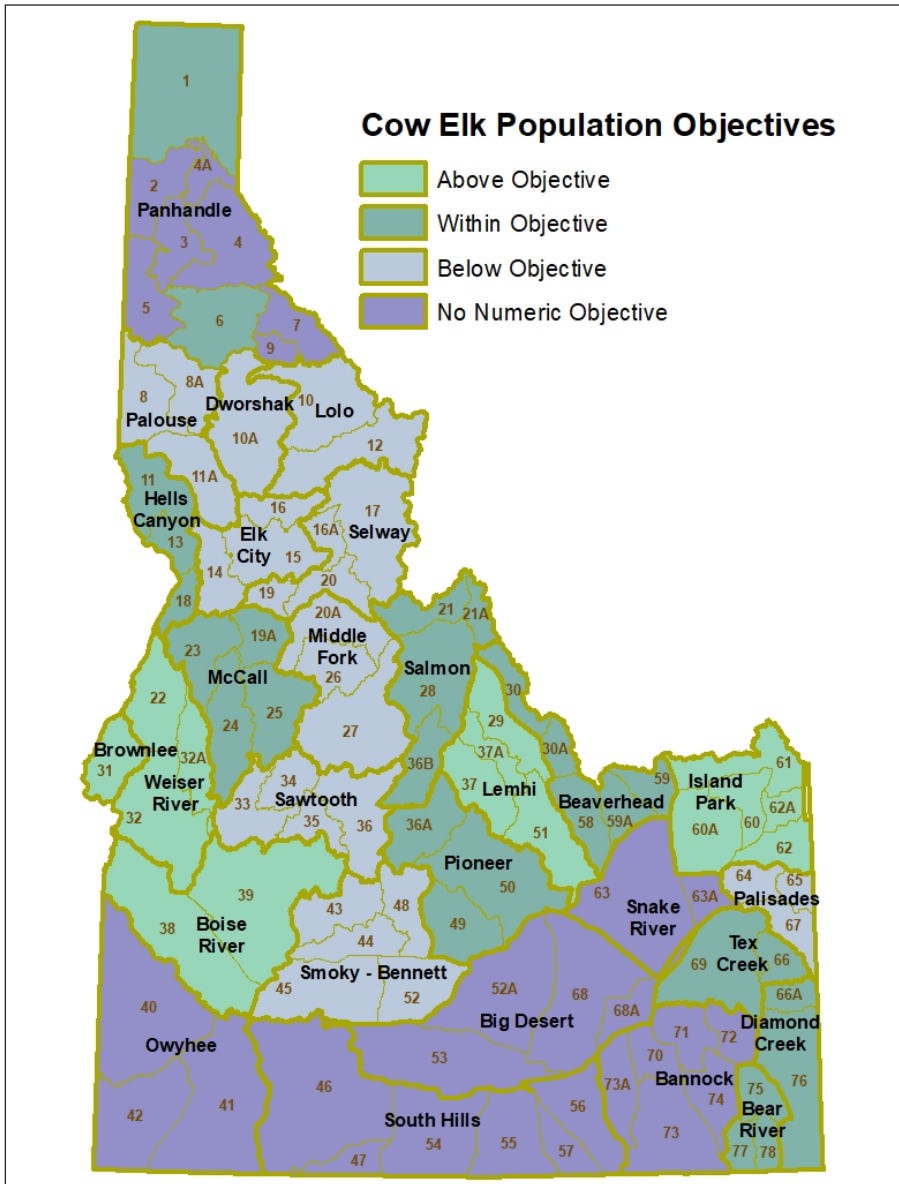 1
Cow Elk Population Objectives
Above Objective
Within Objective
Below Objective
No Numeric Objective
4A
2
Panhandle
3
4
5
6
7
9
8A
8
Palouse
Dworshak
10
Lolo
10A
12
11A
11
Hells
Canyon
13
16
17
16A
Selway
Elk
City
15
14
18
19
20
20A
21
21A
Middle
Fork
26
27
23
19A
McCall
24
25
Salmon
28
36B
30
30A
29
37A
37
Lemhi
51
22
Brownlee
31
32A
Weiser
River
32
34
33
Sawtooth
35
36
36A
Pioneer
50
49
59
Beaverhead
58
59A
61
Island
Park
62A
60A
60
62
63
63A
Snake
River
64
65
Palisades
67
39
38
Boise
River
43
48
44
Smoky - Bennett
45
52
Tex
Creek
69
66
66A
Diamond
Creek
76
52A
68
68A
Big Desert
53
40
Owyhee
42
41
46
South Hills
47
54
55
56
57
71
72
70
73A
Bannock
74
73
75
Bear
River
77
78